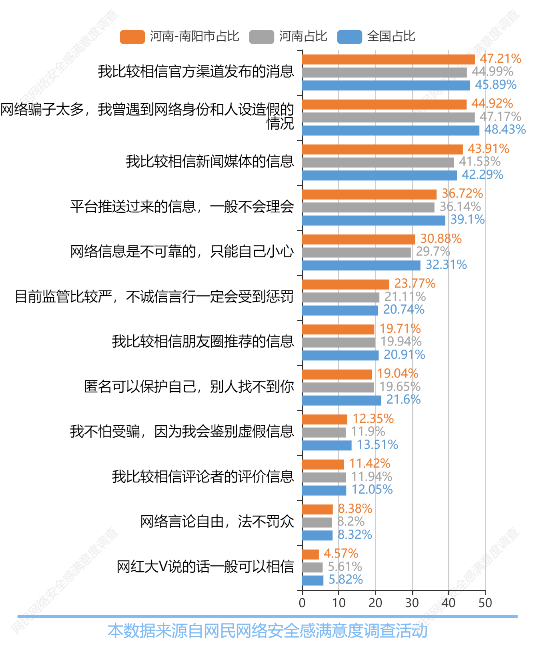 河南-南阳市占比 河南占比 全国占比
我比较相信官方渠道发布的消息
47.21%
44.99%
45.89%
网络骗子太多，我曾遇到网络身份和人设造假的
情况
44.92%
47.17%
48.43%
我比较相信新闻媒体的信息
43.91%
41.53%
42.29%
平台推送过来的信息，一般不会理会
36.72%
36.14%
39.1%
网络信息是不可靠的，只能自己小心
30.88%
29.7%
32.31%
目前监管比较严，不诚信言行一定会受到惩罚
23.77%
21.11%
20.74%
我比较相信朋友圈推荐的信息
19.71%
19.94%
20.91%
匿名可以保护自己，别人找不到你
19.04%
19.65%
21.6%
我不怕受骗，因为我会鉴别虚假信息
12.35%
11.9%
13.51%
我比较相信评论者的评价信息
11.42%
11.94%
12.05%
网络言论自由，法不罚众
8.38%
8.2%
8.32%
网红大V说的话一般可以相信
4.57%
5.61%
5.82%
0 10 20 30 40 50
本数据来源自网民网络安全感满意度调查活动